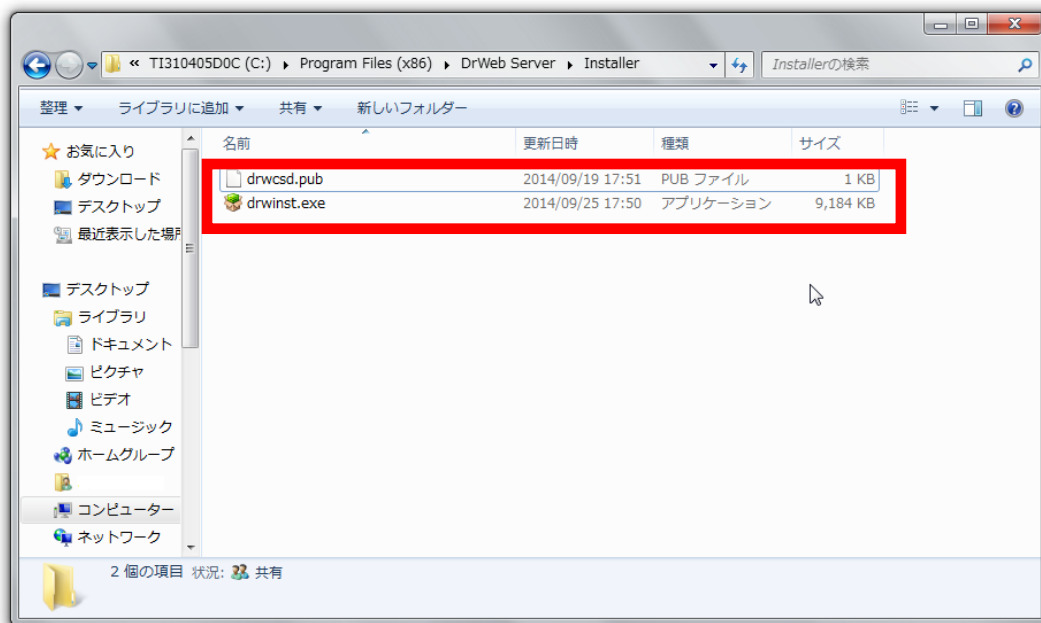 « TI310405D0C (C:) ▸ Program Files (x86) ▸ DrWeb Server ▸ Installer
Installerの検索
整理 ライブラリに追加 共有 新しいフォルダー
名前 更新日時 種類 サイズ
drwcsd.pub 2014/09/19 17:51 PUB ファイル 1 KB
drwinst.exe 2014/09/25 17:50 アプリケーション 9,184 KB
お気に入り
ダウンロード
デスクトップ
最近表示した場所
デスクトップ
ライブラリ
ドキュメント
ピクチャ
ビデオ
ミュージック
ホームグループ
コンピューター
ネットワーク
2 個の項目 状況: 共有